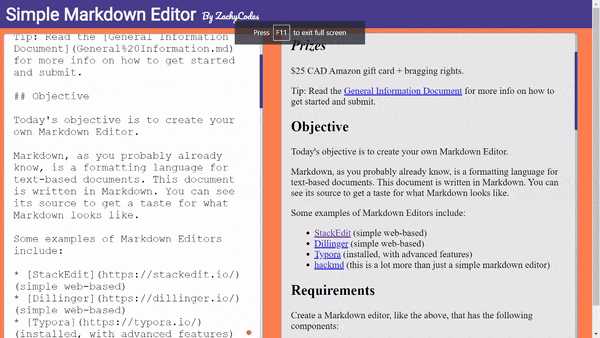 Simple Markdown Editor By ZachyCodes
Press F11 to exit full screen
Tip: Read the [General Information
Document](General%20Information.md)
for more info on how to get started
and submit.
## Objective
Today's objective is to create your
own Markdown Editor.
Markdown, as you probably already
know, is a formatting language for
text-based documents. This document
is written in Markdown. You can see
its source to get a taste for what
Markdown looks like.
Some examples of Markdown Editors
include:
* [StackEdit](https://stackedit.io/)
(simple web-based)
* [Dillinger](https://dillinger.io/)
(simple web-based)
* [Typora](https://typora.io/)
(installed, with advanced features)
Prizes
$25 CAD Amazon gift card + bragging rights.
Tip: Read the General Information Document for more info on how to
get started and submit.
Objective
Today's objective is to create your own Markdown Editor.
Markdown, as you probably already know, is a formatting language for
text-based documents. This document is written in Markdown. You can see
its source to get a taste for what Markdown looks like.
Some examples of Markdown Editors include:
• StackEdit (simple web-based)
• Dillinger (simple web-based)
• Typora (installed, with advanced features)
• hackmd (this is a lot more than just a simple markdown editor)
Requirements
Create a Markdown editor, like the above, that has the following
components: